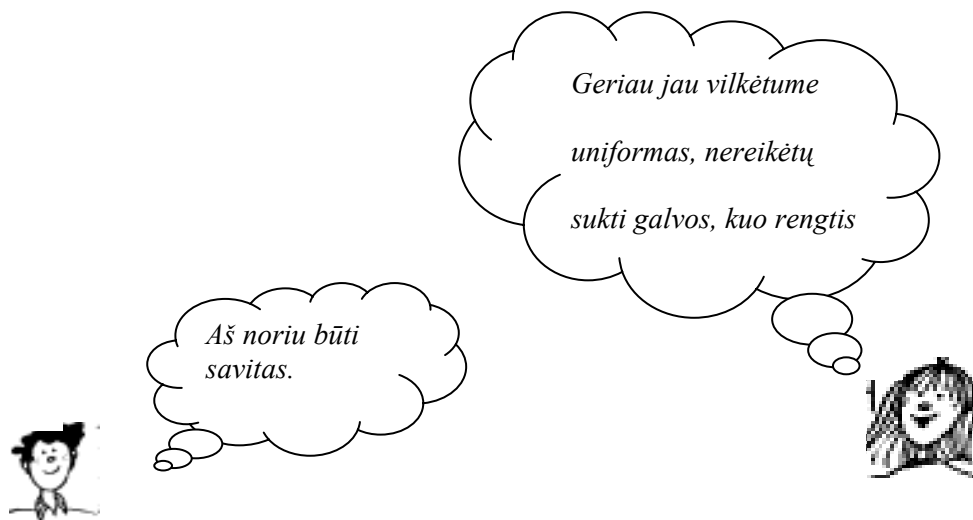 Geriau jau vilkėtume
uniformas, nereikėtų
sukti galvos, kuo rengtis
Aš noriu būti
savitas.